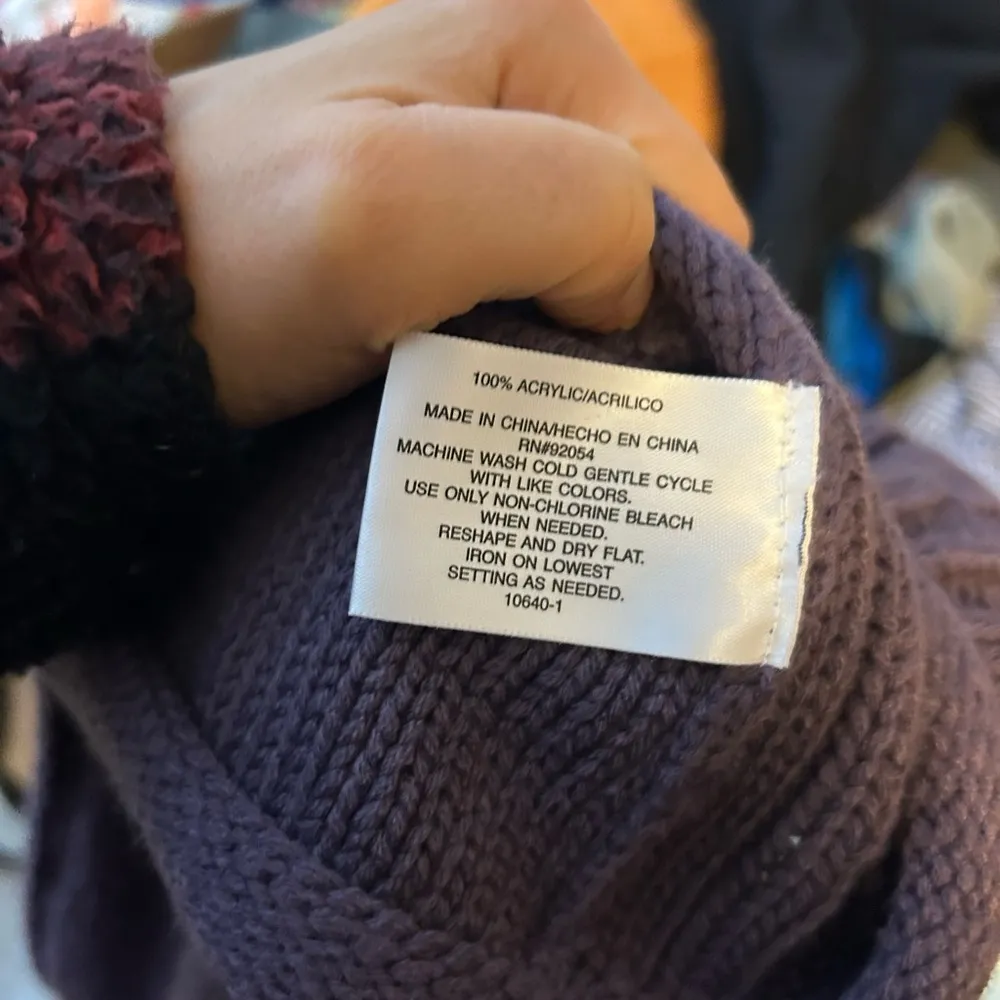 100% ACRYLIC/ACRILICO
MADE IN CHINA/HECHO EN CHINA
RN#92054
MACHINE WASH COLD GENTLE CYCLE
WITH LIKE COLORS.
USE ONLY NON-CHLORINE BLEACH
WHEN NEEDED.
RESHAPE AND DRY FLAT.
IRON ON LOWEST
SETTING AS NEEDED.
10640-1